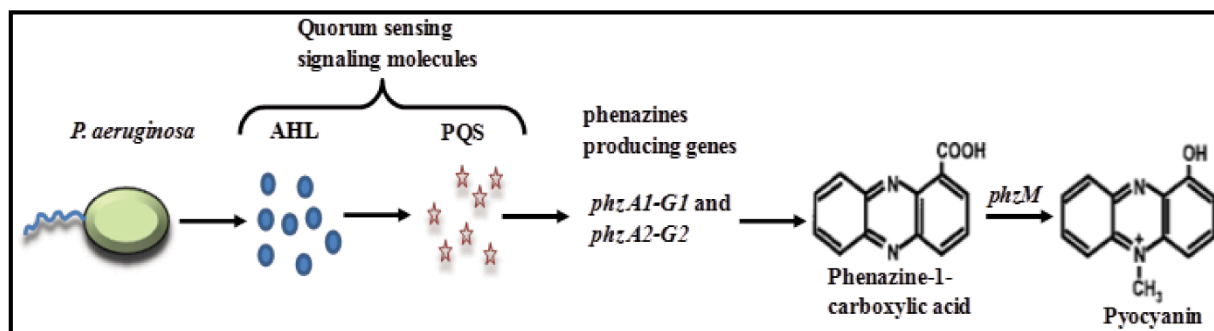 Quorum sensing
signaling molecules
P. aeruginosa
AHL
PQS
phenazines
producing genes
phzA1-G1 and
phzA2-G2
COOH
N
N
Phenazine-1-
carboxylic acid
phzM
OH
N
N+
CH3
Pyocyanin